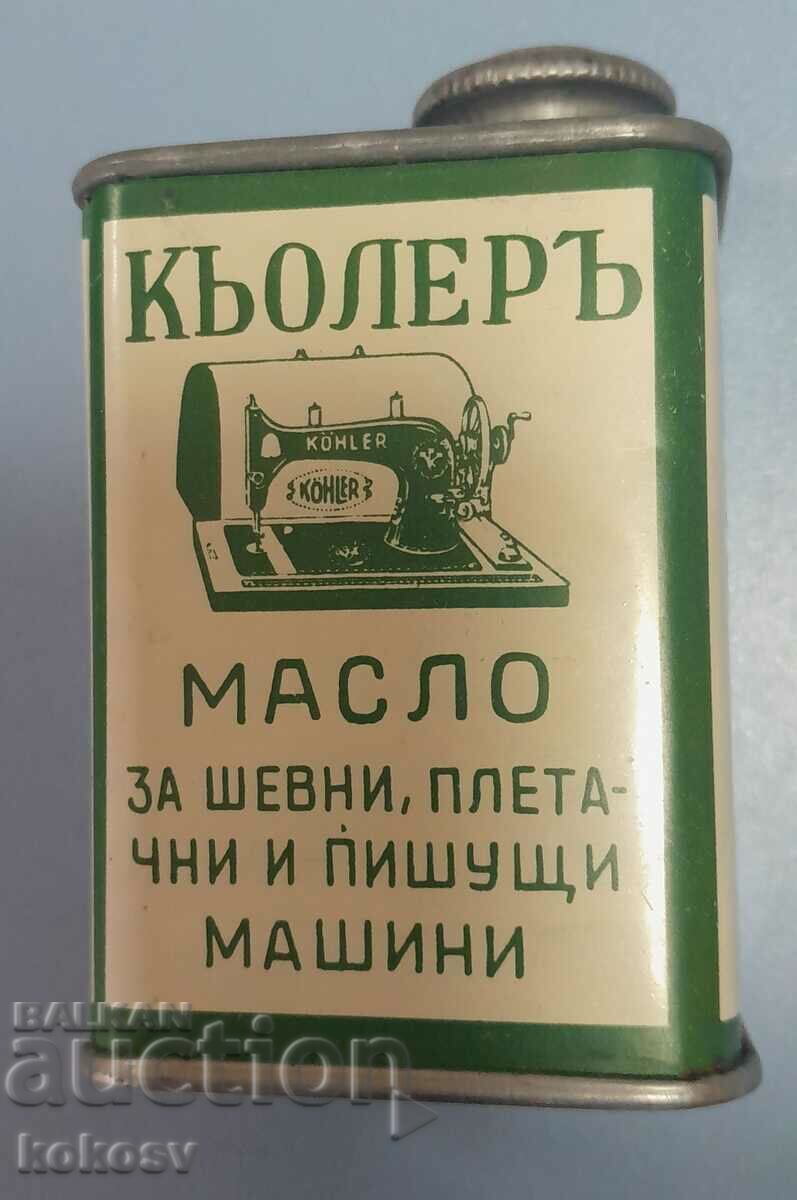 КЬОЛЕРЪ
KÖHLER
KÖHLER
МАСЛО
ЗА ШЕВНИ, ПЛЕТА-
ЧНИ И ПИШУЩИ
МАШИНИ
BALKAN
auction
kokosv